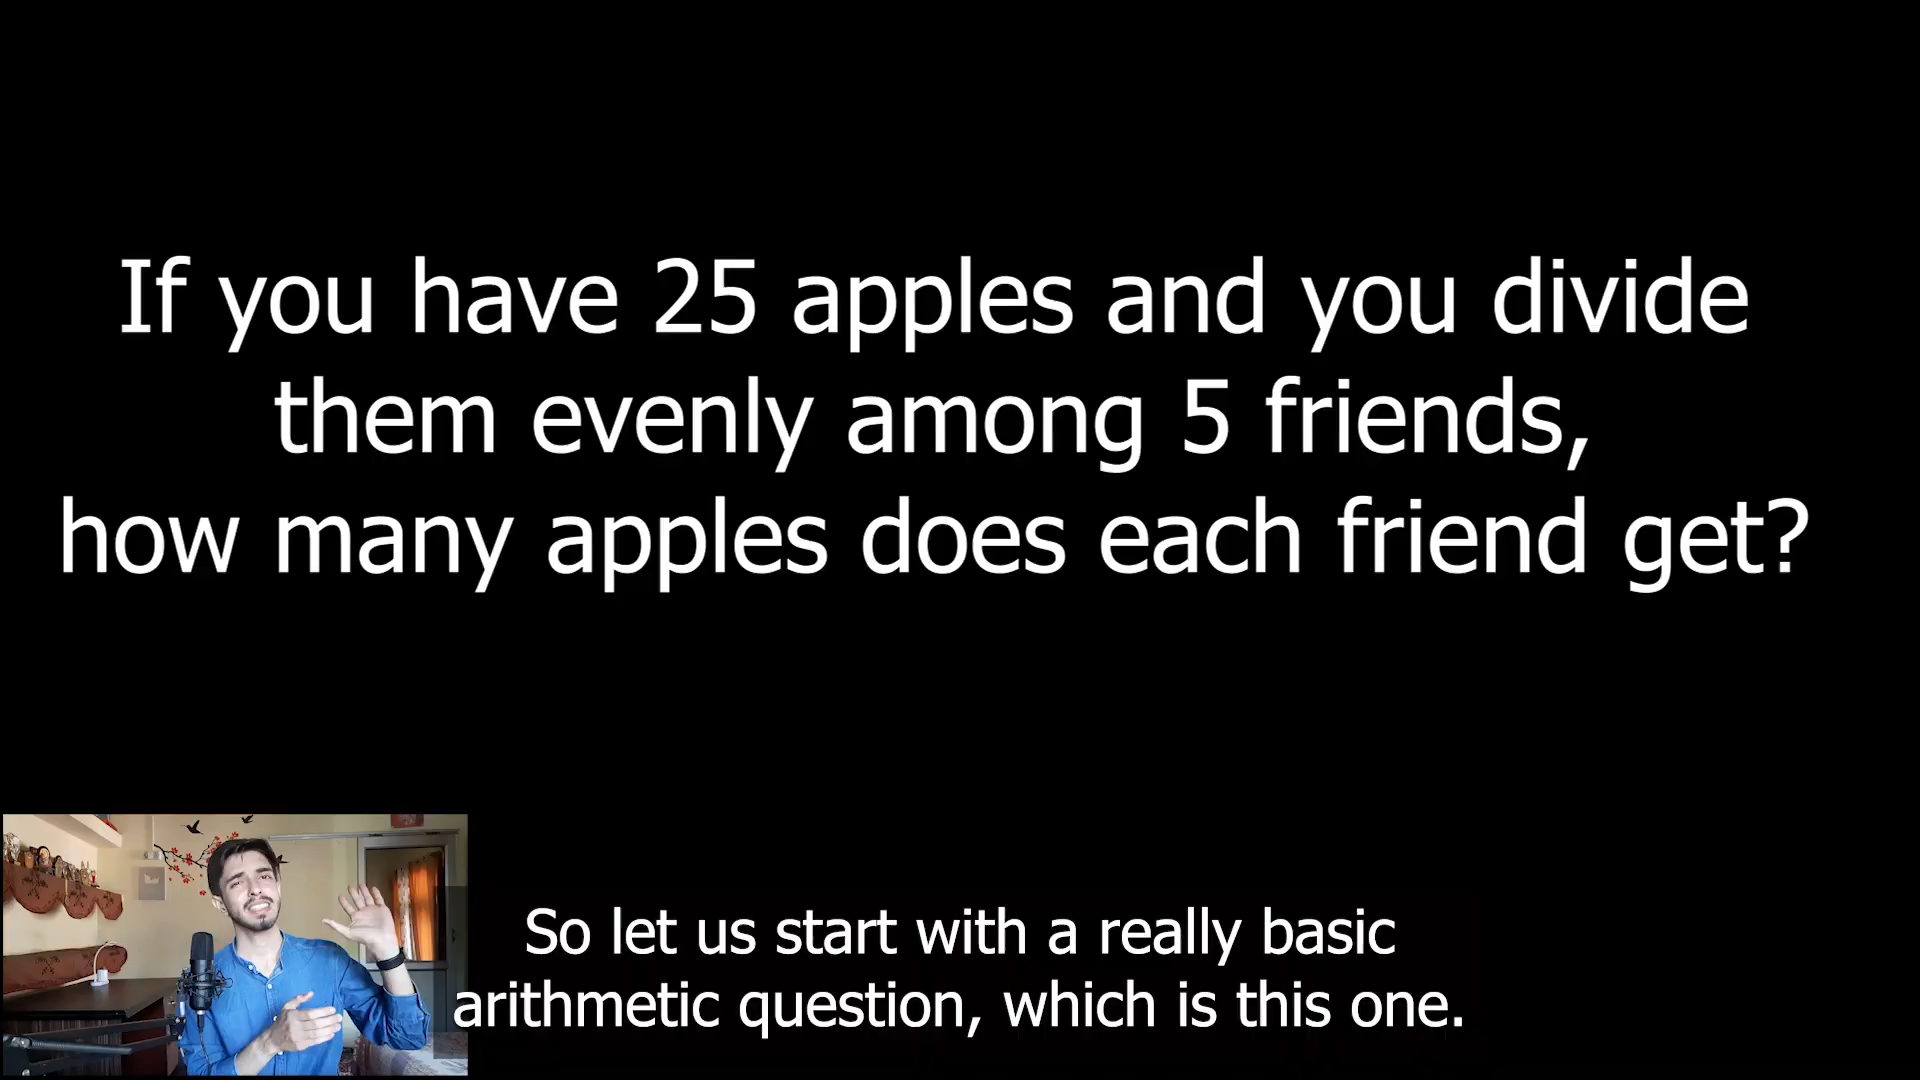 If you have 25 apples and you divide
them evenly among 5 friends,
how many apples does each friend get?
So let us start with a really basic
arithmetic question, which is this one.